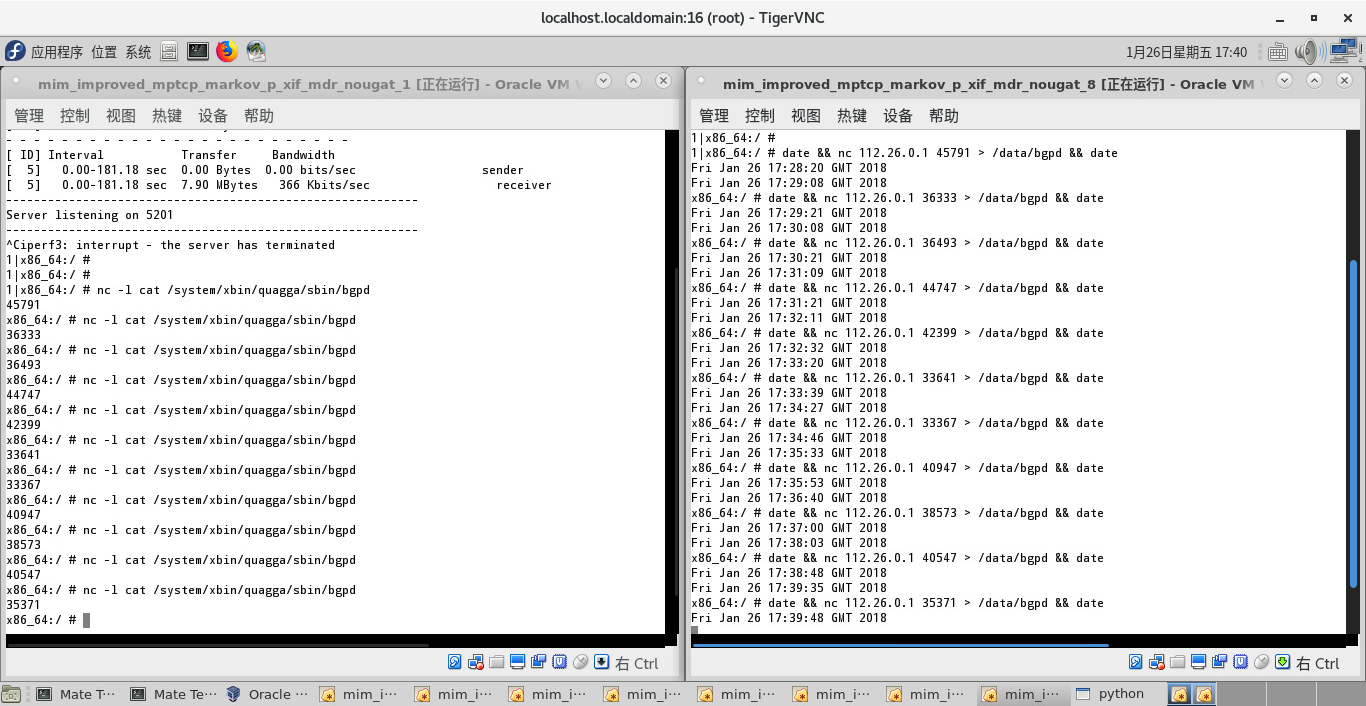 localhost.localdomain:16 (root) - TigerVNC
应用程序 位置 系统
1月26日星期五 17:40
mim_improved_mptcp_markov_p_xif_mdr_nougat_1 [正在运行] - Oracle VM V
管理 控制 视图 热键 设备 帮助
- - - - - - - - - - - - - - - - - - - - - - - - -
[ ID] Interval Transfer Bandwidth
[ 5] 0.00-181.18 sec 0.00 Bytes 0.00 bits/sec sender
[ 5] 0.00-181.18 sec 7.90 MBytes 366 Kbits/sec receiver
-----------------------------------------------------------
Server listening on 5201
-----------------------------------------------------------
^Ciperf3: interrupt - the server has terminated
1|x86_64:/ #
1|x86_64:/ #
1|x86_64:/ # nc -l cat /system/xbin/quagga/sbin/bgpd
45791
x86_64:/ # nc -l cat /system/xbin/quagga/sbin/bgpd
36333
x86_64:/ # nc -l cat /system/xbin/quagga/sbin/bgpd
36493
x86_64:/ # nc -l cat /system/xbin/quagga/sbin/bgpd
44747
x86_64:/ # nc -l cat /system/xbin/quagga/sbin/bgpd
42399
x86_64:/ # nc -l cat /system/xbin/quagga/sbin/bgpd
33641
x86_64:/ # nc -l cat /system/xbin/quagga/sbin/bgpd
33367
x86_64:/ # nc -l cat /system/xbin/quagga/sbin/bgpd
40947
x86_64:/ # nc -l cat /system/xbin/quagga/sbin/bgpd
38573
x86_64:/ # nc -l cat /system/xbin/quagga/sbin/bgpd
40547
x86_64:/ # nc -l cat /system/xbin/quagga/sbin/bgpd
35371
x86_64:/ #
右 Ctrl
mim_improved_mptcp_markov_p_xif_mdr_nougat_8 [正在运行] - Oracle VM V
管理 控制 视图 热键 设备 帮助
1|x86_64:/ #
1|x86_64:/ # date && nc 112.26.0.1 45791 > /data/bgpd && date
Fri Jan 26 17:28:20 GMT 2018
Fri Jan 26 17:29:08 GMT 2018
x86_64:/ # date && nc 112.26.0.1 36333 > /data/bgpd && date
Fri Jan 26 17:29:21 GMT 2018
Fri Jan 26 17:30:08 GMT 2018
x86_64:/ # date && nc 112.26.0.1 36493 > /data/bgpd && date
Fri Jan 26 17:30:21 GMT 2018
Fri Jan 26 17:31:09 GMT 2018
x86_64:/ # date && nc 112.26.0.1 44747 > /data/bgpd && date
Fri Jan 26 17:31:21 GMT 2018
Fri Jan 26 17:32:11 GMT 2018
x86_64:/ # date && nc 112.26.0.1 42399 > /data/bgpd && date
Fri Jan 26 17:32:32 GMT 2018
Fri Jan 26 17:33:20 GMT 2018
x86_64:/ # date && nc 112.26.0.1 33641 > /data/bgpd && date
Fri Jan 26 17:33:39 GMT 2018
Fri Jan 26 17:34:27 GMT 2018
x86_64:/ # date && nc 112.26.0.1 33367 > /data/bgpd && date
Fri Jan 26 17:34:46 GMT 2018
Fri Jan 26 17:35:33 GMT 2018
x86_64:/ # date && nc 112.26.0.1 40947 > /data/bgpd && date
Fri Jan 26 17:35:53 GMT 2018
Fri Jan 26 17:36:40 GMT 2018
x86_64:/ # date && nc 112.26.0.1 38573 > /data/bgpd && date
Fri Jan 26 17:37:00 GMT 2018
Fri Jan 26 17:38:03 GMT 2018
x86_64:/ # date && nc 112.26.0.1 40547 > /data/bgpd && date
Fri Jan 26 17:38:48 GMT 2018
Fri Jan 26 17:39:35 GMT 2018
x86_64:/ # date && nc 112.26.0.1 35371 > /data/bgpd && date
Fri Jan 26 17:39:48 GMT 2018
右 Ctrl
Mate T… Mate Te… Oracle … mim_i… mim_i… mim_i… mim_i… mim_i… mim_i… mim_i… mim_i… python